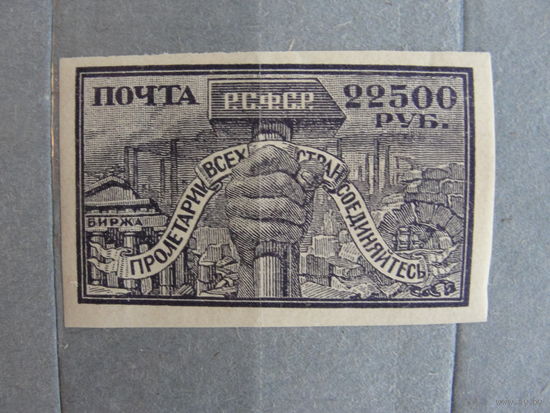 ПОЧТА
Р.С.Ф.С.Р.
22500
РУБ.
БИРЖА
ПРОЛЕТАРИИ ВСЕХ СТРАН СОЕДИНЯЙТЕСЬ